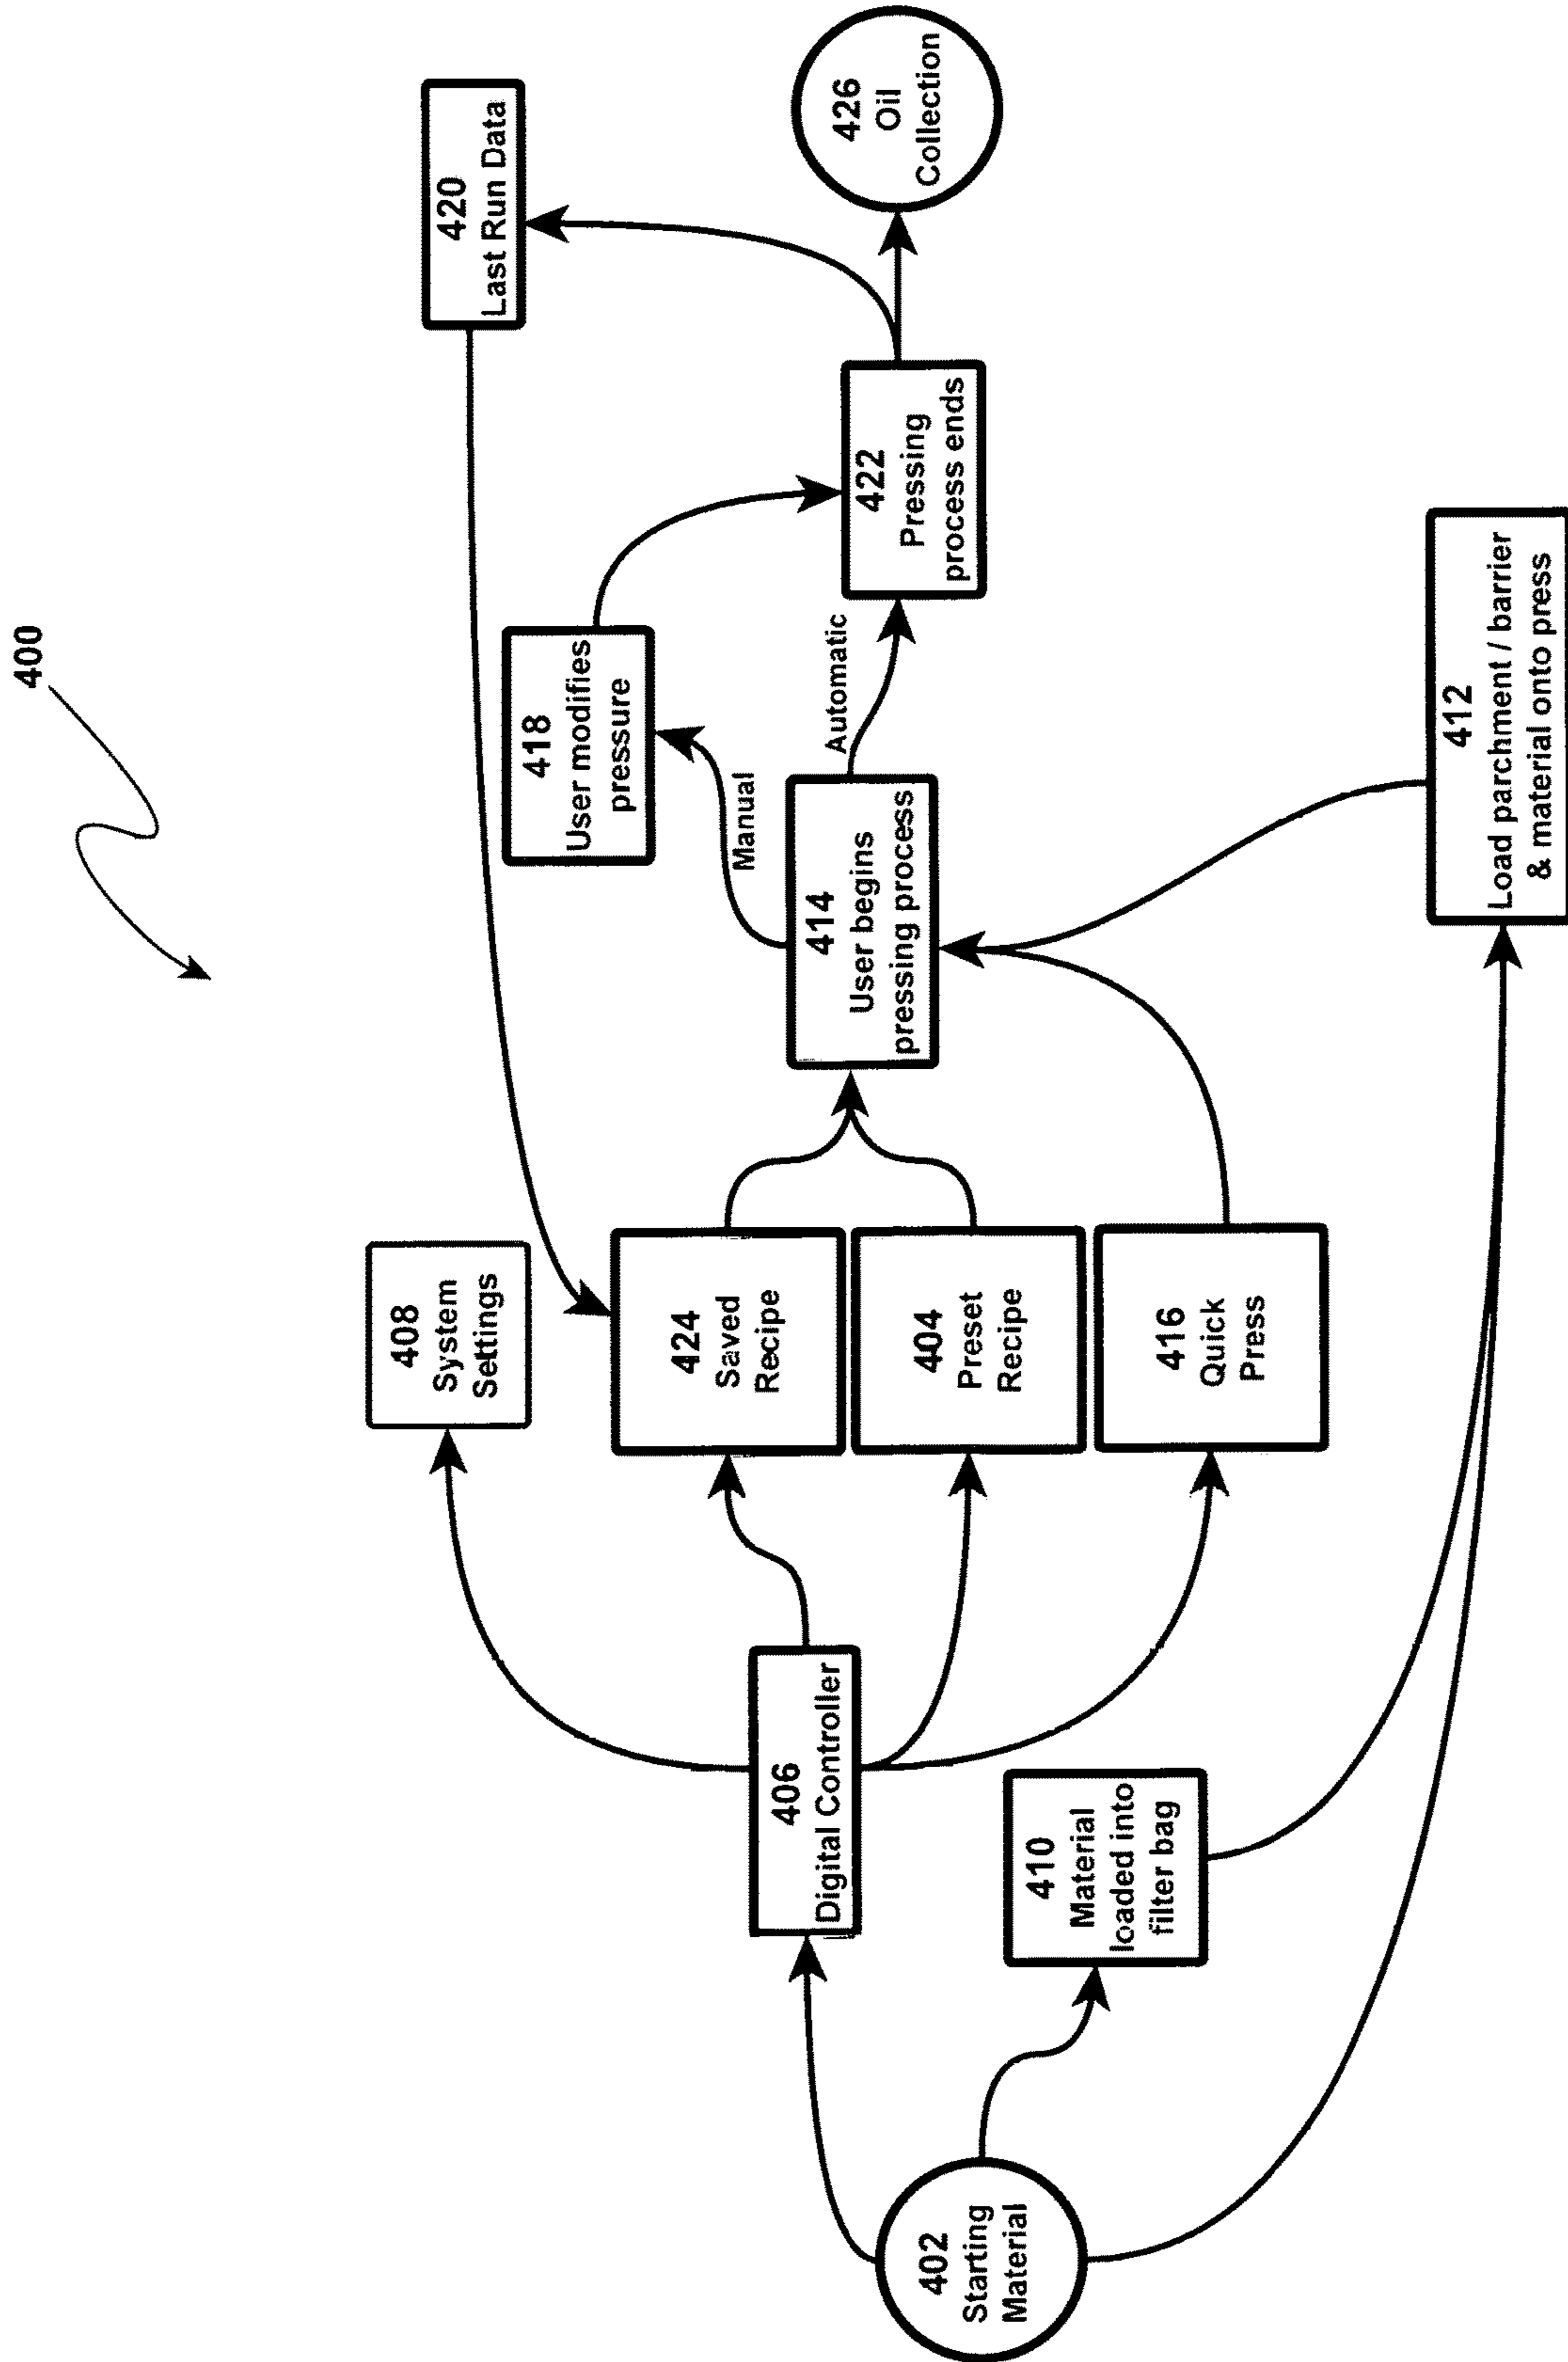 400
420
Last Run Data
408
System
Settings
418
User modifies
pressure
Manual
Automatic
424
Saved
Recipe
406
Digital Controller
404
Preset
Recipe
414
User begins
pressing process
422
Pressing
process ends
426
Oil
Collection
416
Quick
Press
402
Starting
Material
410
Material
loaded into
filter bag
412
Load parchment / barrier
& material onto press